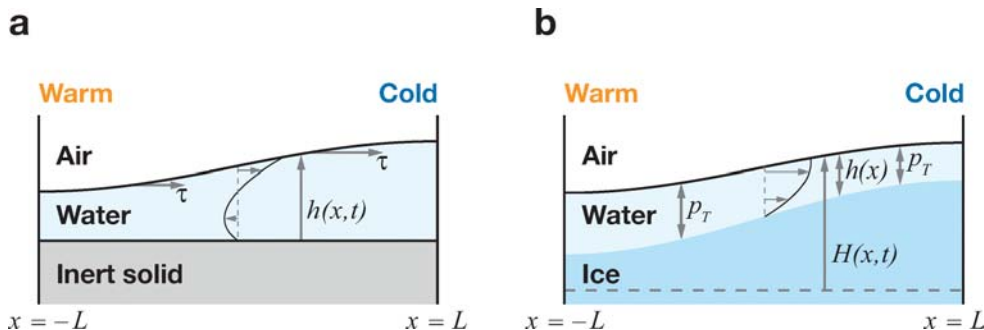 a
Warm Cold
Air
τ τ
Water h(x,t)
Inert solid
x = −L x = L
b
Warm Cold
Air
p_T h(x) p_T
Water
H(x,t)
Ice
x = −L x = L